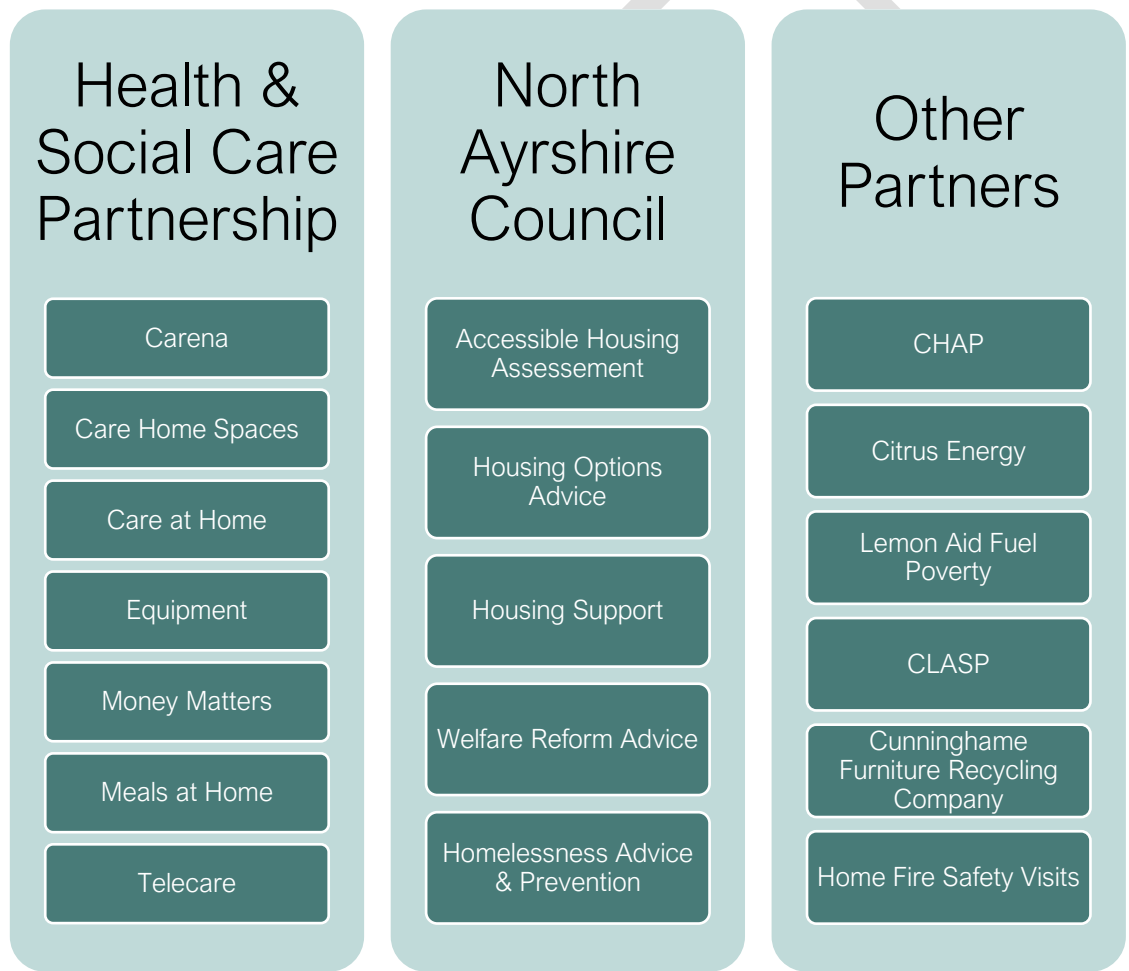 Health &
Social Care
Partnership
Carena
Care Home Spaces
Care at Home
Equipment
Money Matters
Meals at Home
Telecare
North
Ayrshire
Council
Accessible Housing
Assessement
Housing Options
Advice
Housing Support
Welfare Reform Advice
Homelessness Advice
& Prevention
Other
Partners
CHAP
Citrus Energy
Lemon Aid Fuel
Poverty
CLASP
Cunninghame
Furniture Recycling
Company
Home Fire Safety Visits